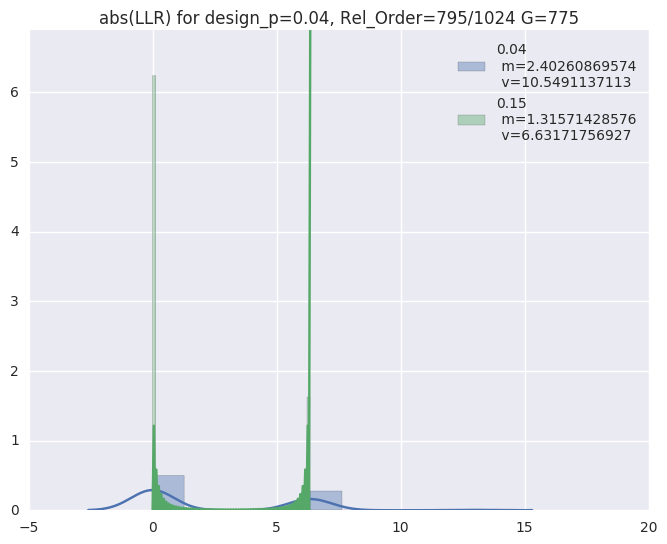 abs(LLR) for design_p=0.04, Rel_Order=795/1024 G=775
0.04
m=2.40260869574
v=10.5491137113
0.15
m=1.31571428576
v=6.63171756927
6
5
4
3
2
1
0
−5 0 5 10 15 20